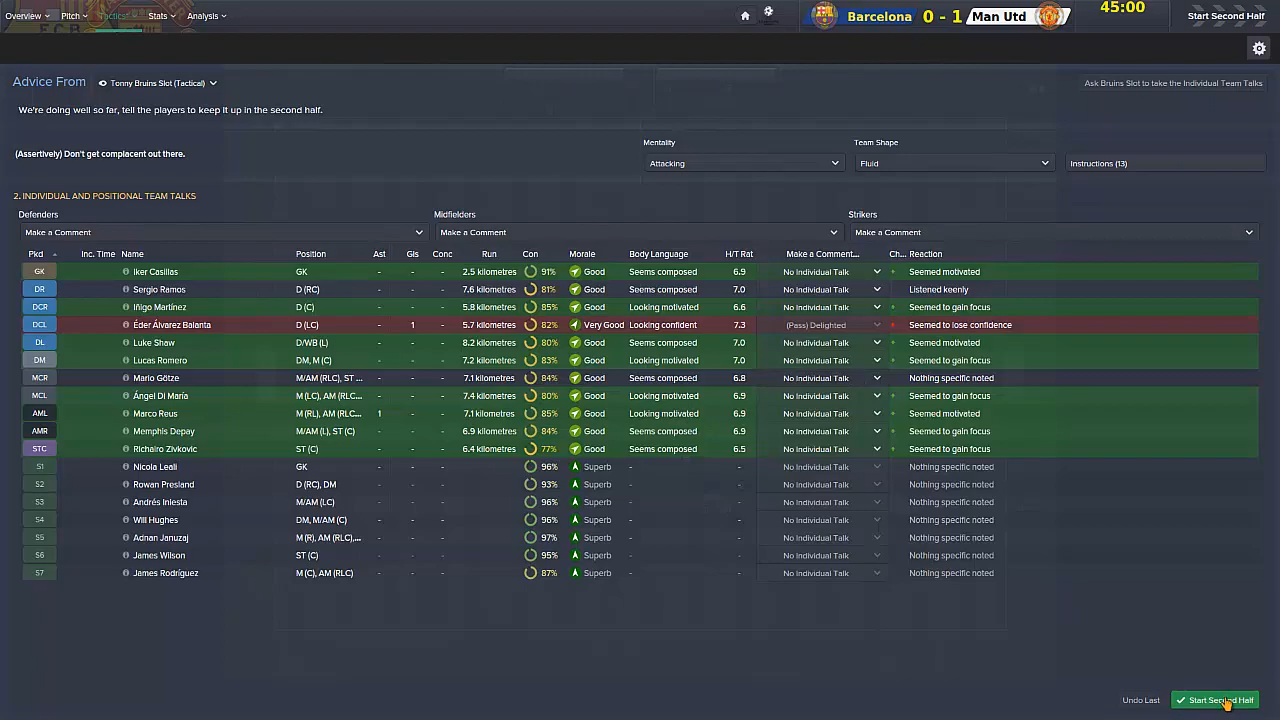 Overview Pitch Tactics Stats Analysis Barcelona 0 - 1 Man Utd 45:00 Start Second Half
Advice From Tonny Bruins Slot (Tactical) Ask Bruins Slot to take the Individual Team Talks
We're doing well so far, tell the players to keep it up in the second half.
Mentality Team Shape
(Assertively) Don't get complacent out there.
Attacking Fluid Instructions (13)
2. INDIVIDUAL AND POSITIONAL TEAM TALKS
Defenders Midfielders Strikers
Make a Comment Make a Comment Make a Comment
Pkd Inc. Time Name Position Ast Gls Conc Run Con Morale Body Language H/T Rat Make a Comment... Ch... Reaction
GK Iker Casillas GK - - - 2.5 kilometres 91% Good Seems composed 6.9 No Individual Talk Seemed motivated
DR Sergio Ramos D (RC) - - - 7.6 kilometres 81% Good Seems composed 7.0 No Individual Talk Listened keenly
DCR Iñigo Martínez D (C) - - - 5.8 kilometres 85% Good Looking motivated 6.6 No Individual Talk Seemed to gain focus
DCL Éder Álvarez Balanta D (LC) - 1 - 5.7 kilometres 82% Very Good Looking confident 7.3 (Pass) Delighted Seemed to lose confidence
DL Luke Shaw D/WB (L) - - - 8.2 kilometres 80% Good Seems composed 7.0 No Individual Talk Seemed motivated
DM Lucas Romero DM, M (C) - - - 7.2 kilometres 83% Good Looking motivated 7.0 No Individual Talk Seemed to gain focus
MCR Mario Götze M/AM (RLC), ST ... - - - 7.1 kilometres 84% Good Seems composed 6.8 No Individual Talk Nothing specific noted
MCL Ángel Di María M (LC), AM (RLC... - - - 7.4 kilometres 80% Good Looking motivated 6.9 No Individual Talk Seemed to gain focus
AML Marco Reus M (RL), AM (RLC... 1 - - 7.1 kilometres 85% Good Looking motivated 6.9 No Individual Talk Seemed motivated
AMR Memphis Depay M/AM (L), ST (C) - - - 6.9 kilometres 84% Good Seems composed 6.9 No Individual Talk Seemed to gain focus
STC Richairo Zivkovic ST (C) - - - 6.4 kilometres 77% Good Seems composed 6.5 No Individual Talk Seemed to gain focus
S1 Nicola Leali GK - - - 96% Superb - - No Individual Talk Nothing specific noted
S2 Rowan Presland D (RC), DM - - - 93% Superb - - No Individual Talk Nothing specific noted
S3 Andrés Iniesta M/AM (LC) - - - 96% Superb - - No Individual Talk Nothing specific noted
S4 Will Hughes DM, M/AM (C) - - - 96% Superb - - No Individual Talk Nothing specific noted
S5 Adnan Januzaj M (R), AM (RLC),... - - - 97% Superb - - No Individual Talk Nothing specific noted
S6 James Wilson ST (C) - - - 95% Superb - - No Individual Talk Nothing specific noted
S7 James Rodríguez M (C), AM (RLC) - - - 87% Superb - - No Individual Talk Nothing specific noted
Undo Last Start Second Half